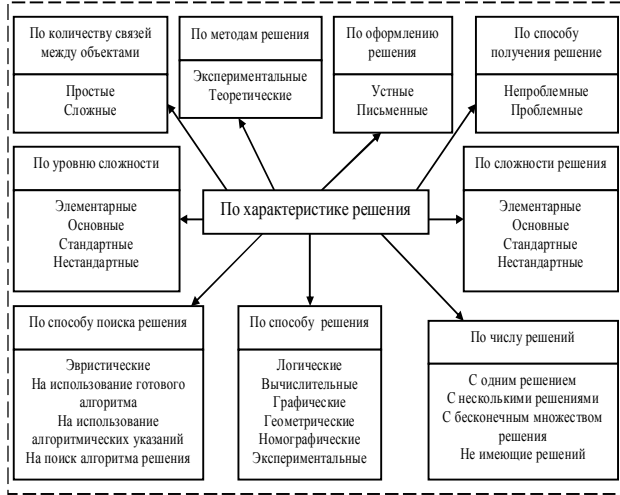 По количеству связей
между объектами
Простые
Сложные
По методам решения
Экспериментальные
Теоретические
По оформлению
решения
Устные
Письменные
По способу
получения решение
Непроблемные
Проблемные
По уровню сложности
Элементарные
Основные
Стандартные
Нестандартные
По характеристике решения
По сложности решения
Элементарные
Основные
Стандартные
Нестандартные
По способу поиска решения
Эвристические
На использование готового
алгоритма
На использование
алгоритмических указаний
На поиск алгоритма решения
По способу решения
Логические
Вычислительные
Графические
Геометрические
Номографические
Экспериментальные
По числу решений
С одним решением
С несколькими решениями
С бесконечным множеством
решения
Не имеющие решений